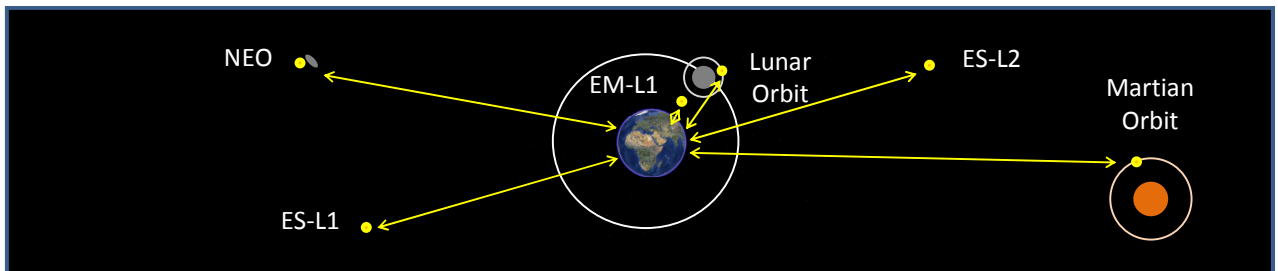 NEO
EM-L1
Lunar
Orbit
ES-L2
Martian
Orbit
ES-L1